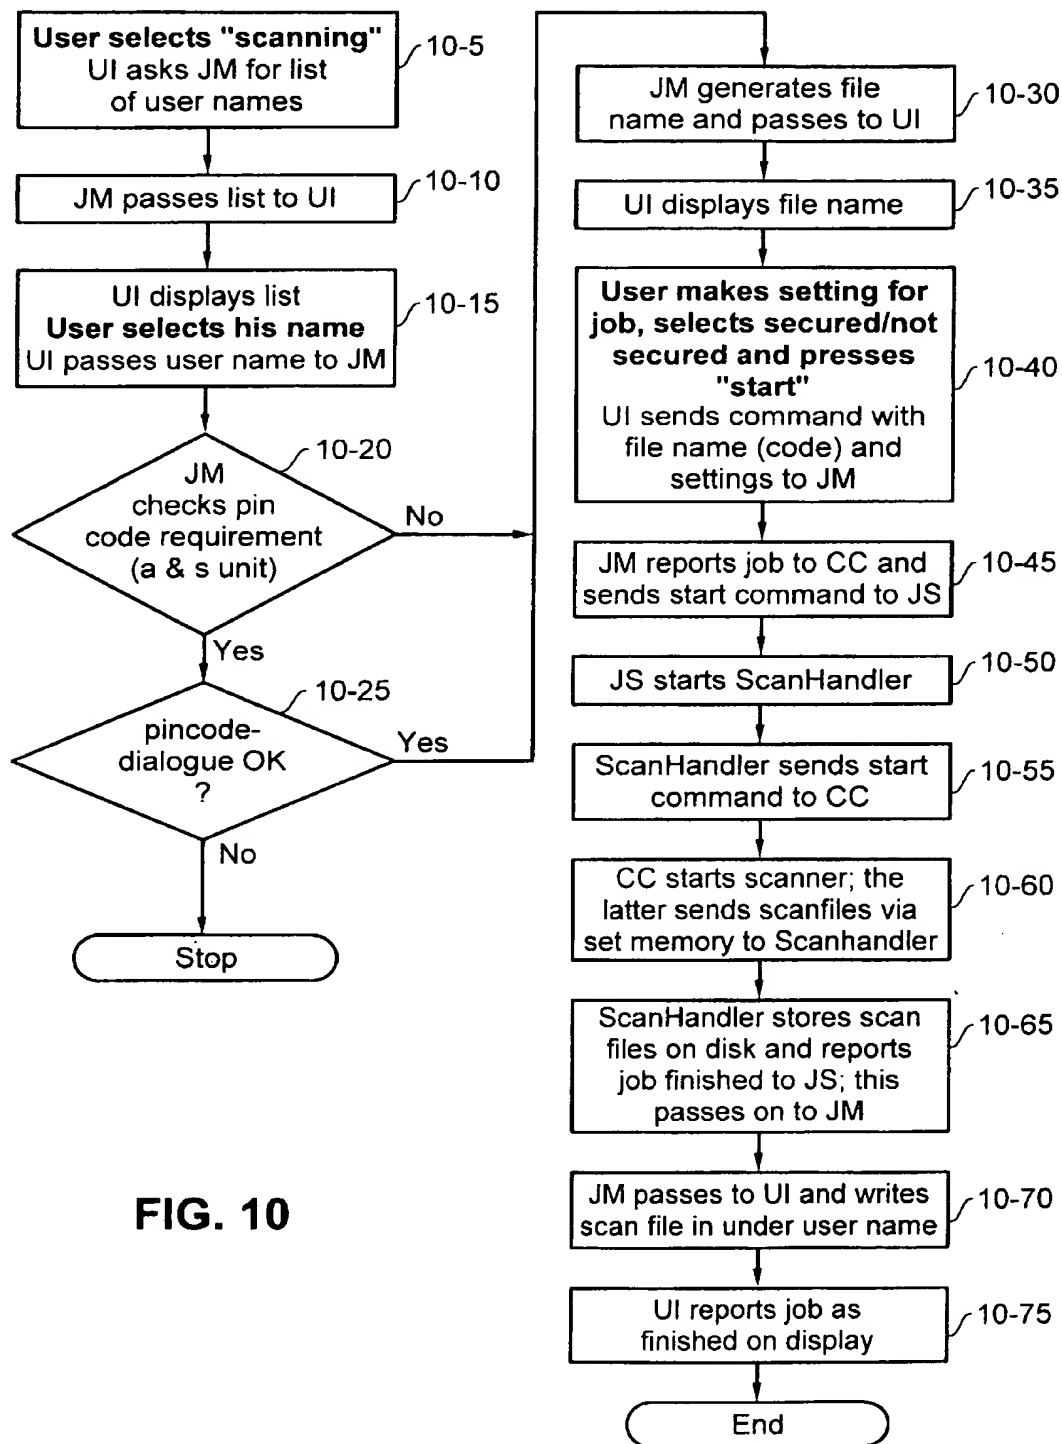 User selects "scanning"
UI asks JM for list
of user names
10-5
JM passes list to UI
10-10
UI displays list
User selects his name
UI passes user name to JM
10-15
JM
checks pin
code requirement
(a & s unit)
10-20
No
Yes
pincode-
dialogue OK
?
10-25
Yes
No
Stop
JM generates file
name and passes to UI
10-30
UI displays file name
10-35
User makes setting for
job, selects secured/not
secured and presses
"start"
UI sends command with
file name (code) and
settings to JM
10-40
JM reports job to CC and
sends start command to JS
10-45
JS starts ScanHandler
10-50
ScanHandler sends start
command to CC
10-55
CC starts scanner; the
latter sends scanfiles via
set memory to Scanhandler
10-60
ScanHandler stores scan
files on disk and reports
job finished to JS; this
passes on to JM
10-65
JM passes to UI and writes
scan file in under user name
10-70
UI reports job as
finished on display
10-75
End
FIG. 10